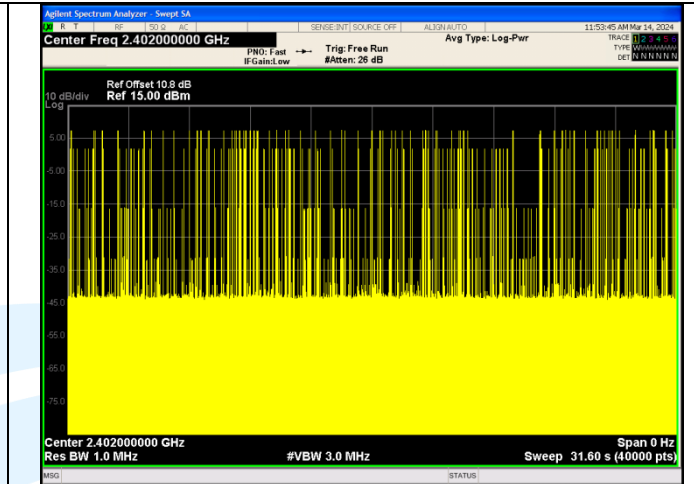 Agilent Spectrum Analyzer - Swept SA
R T RF 50 Ω AC SENSE:INT SOURCE OFF ALIGN AUTO 11:53:45 AM Mar 14, 2024
Center Freq 2.402000000 GHz Avg Type: Log-Pwr TRACE 1 2 3 4 5 6
PNO: Fast Trig: Free Run TYPE
IFGain:Low #Atten: 26 dB DET N N N N N N
Ref Offset 10.8 dB
10 dB/div Ref 15.00 dBm
Log
5.00
-5.00
-15.0
-25.0
-35.0
-45.0
-55.0
-65.0
-75.0
Center 2.402000000 GHz Span 0 Hz
Res BW 1.0 MHz #VBW 3.0 MHz Sweep 31.60 s (40000 pts)
MSG STATUS